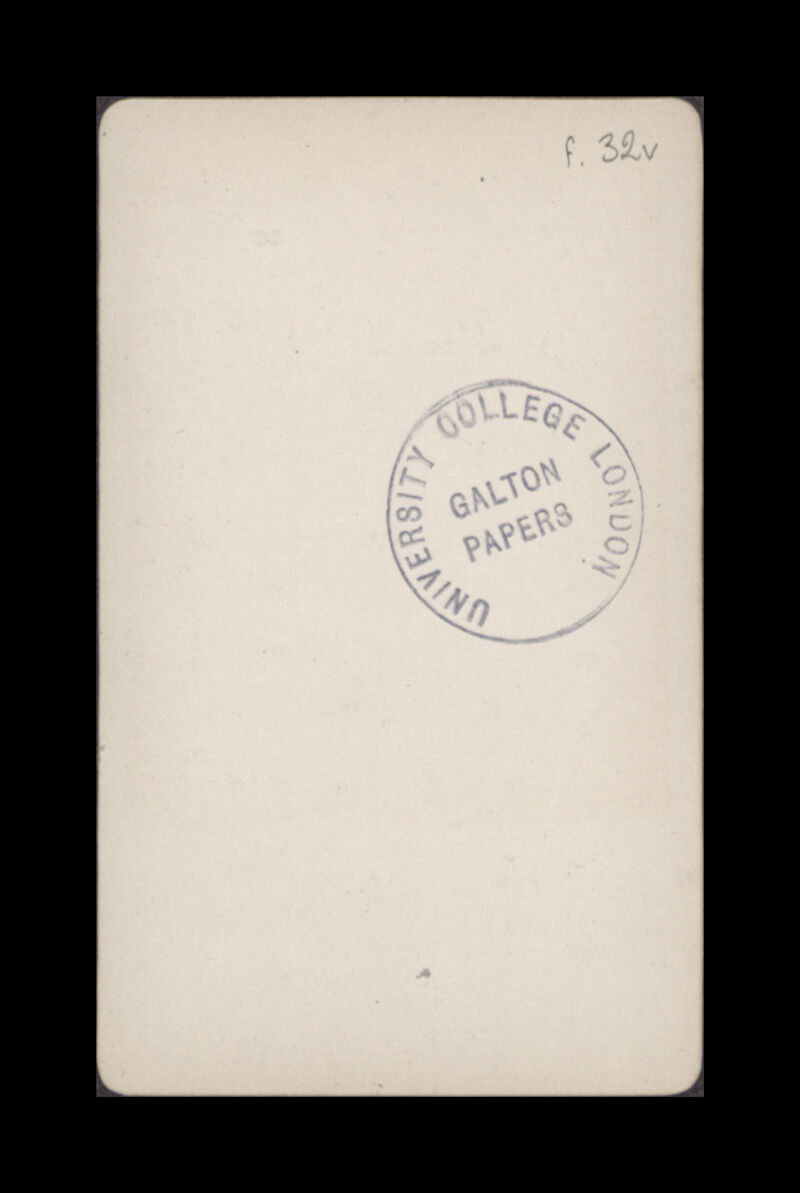 f. 32v
UNIVERSITY COLLEGE LONDON
GALTON
PAPERS